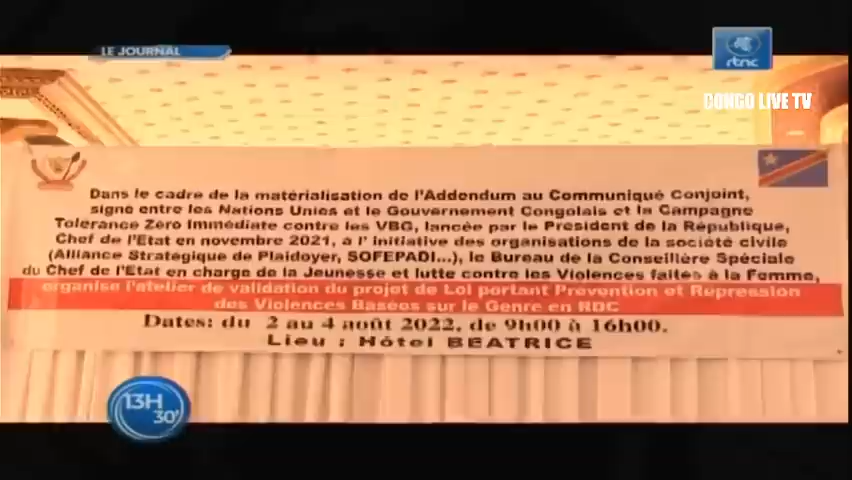 LE JOURNAL
rtnc
CONGO LIVE TV
Dans le cadre de la matérialisation de l'Addendum au Communiqué Conjoint,
signé entre les Nations Unies et le Gouvernement Congolais et la Campagne
Tolerance Zéro Immédiate contre les VBG, lancée par le Président de la République,
Chef de l'Etat en novembre 2021, à l' initiative des organisations de la société civile
(Alliance Stratégique de Plaidoyer, SOFEPADI...), le Bureau de la Conseillère Spéciale
du Chef de l'Etat en charge de la Jeunesse et lutte contre les Violences faites à la Femme,
organise l'atelier de validation du projet de Loi portant Prévention et Repression
des Violences Basées sur le Genre en RDC
Dates: du 2 au 4 août 2022, de 9h00 à 16h00.
Lieu : Hôtel BEATRICE
13H
30'